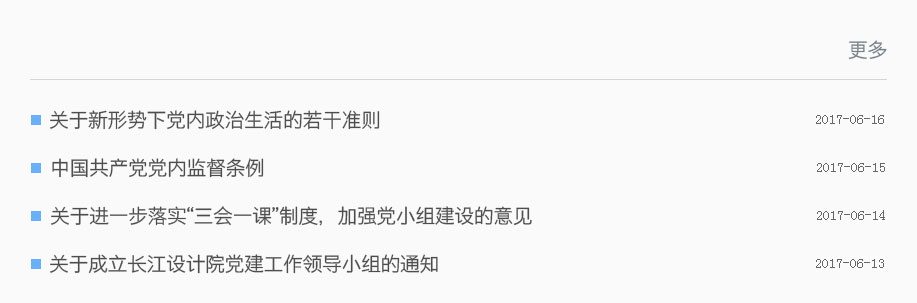 更多
关于新形势下党内政治生活的若干准则 2017-06-16
中国共产党党内监督条例 2017-06-15
关于进一步落实“三会一课”制度，加强党小组建设的意见 2017-06-14
关于成立长江设计院党建工作领导小组的通知 2017-06-13